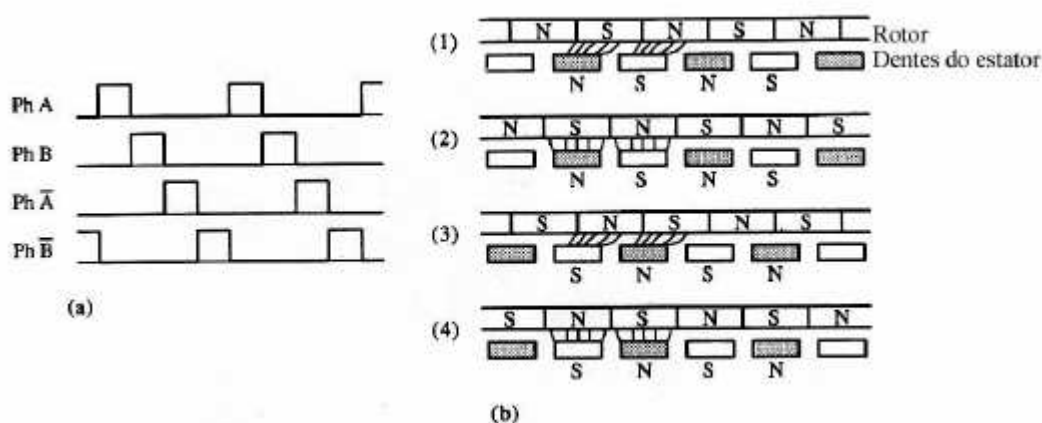 Ph A
Ph B
Ph A̅
Ph B̅
(a)
(1)
N S N S N
Rotor
Dentes do estator
N S N S
(2)
N S N S N S
N S N S
(3)
S N S N S
S N S N
(4)
S N S N S N
S N S N
(b)